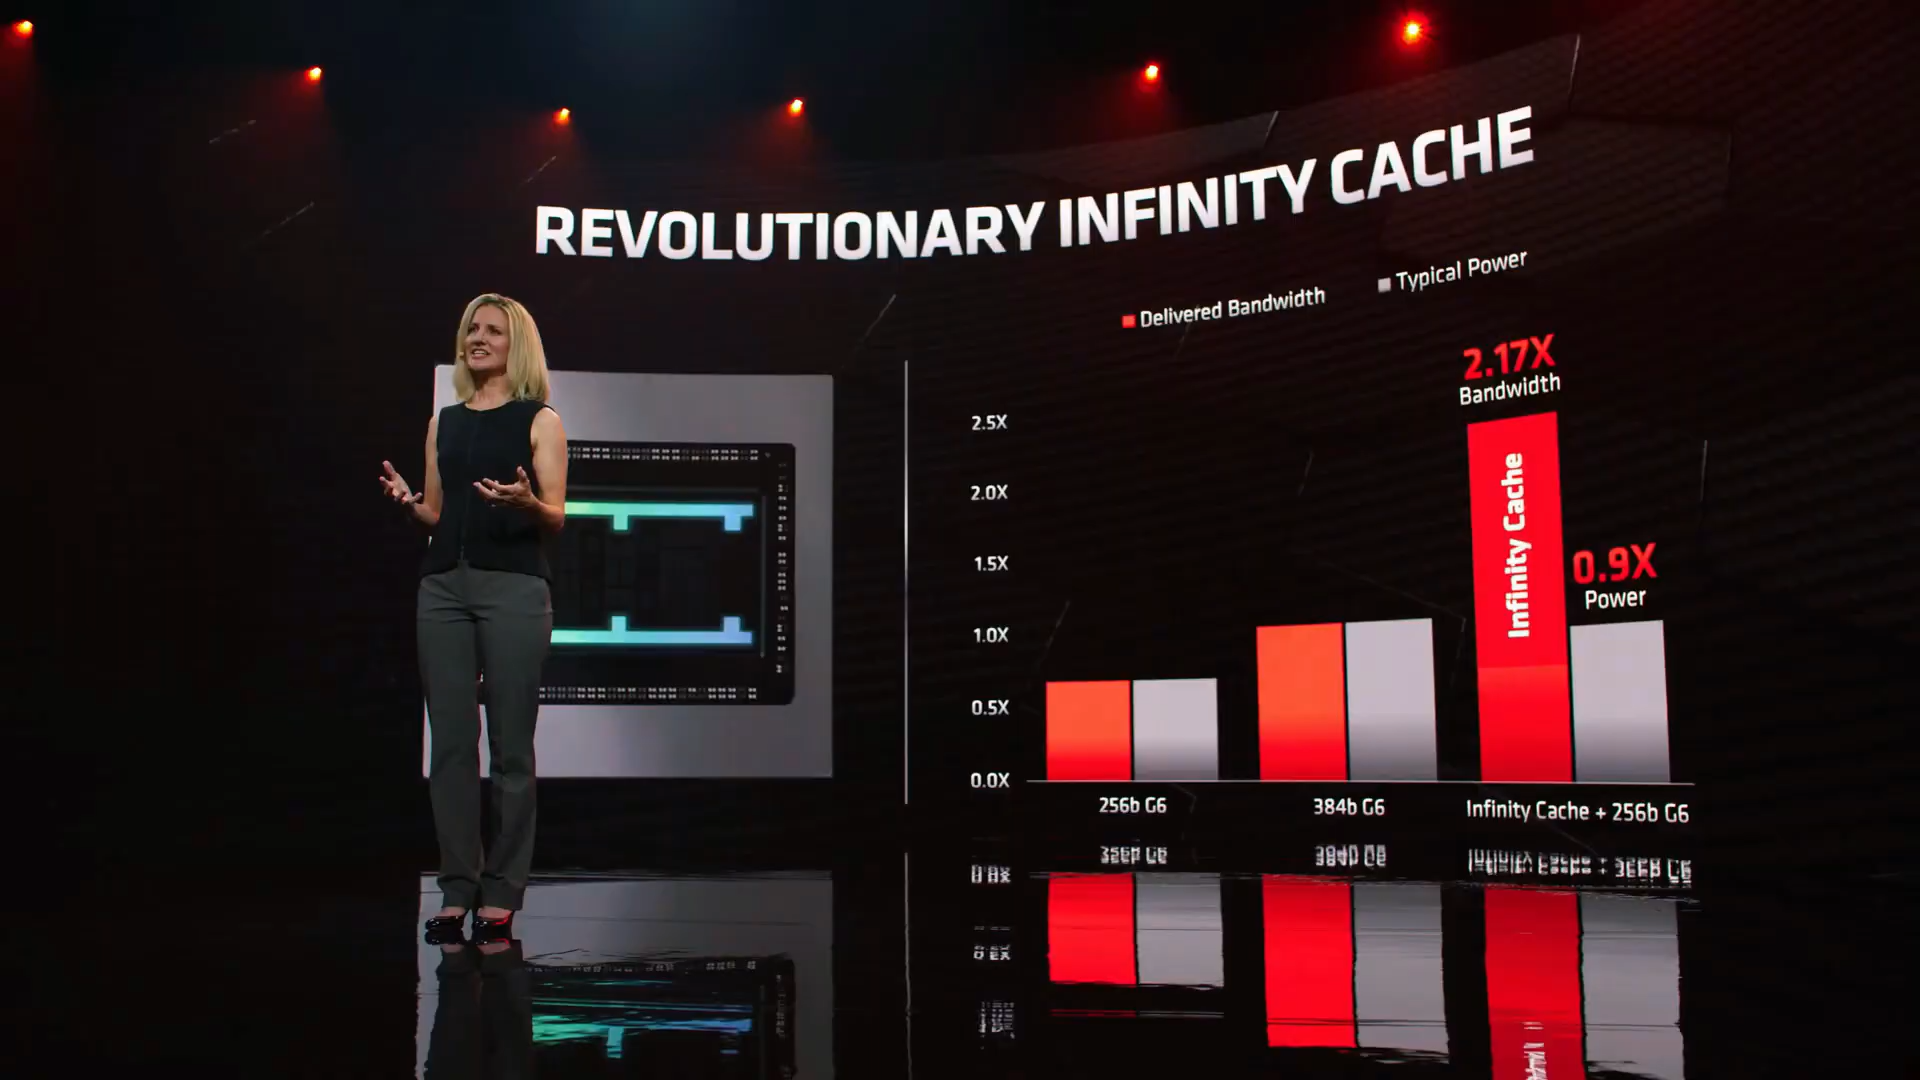 REVOLUTIONARY INFINITY CACHE
Delivered Bandwidth
Typical Power
2.17X
Bandwidth
2.5X
2.0X
1.5X
1.0X
0.5X
0.0X
Infinity Cache
0.9X
Power
256b G6
384b G6
Infinity Cache + 256b G6